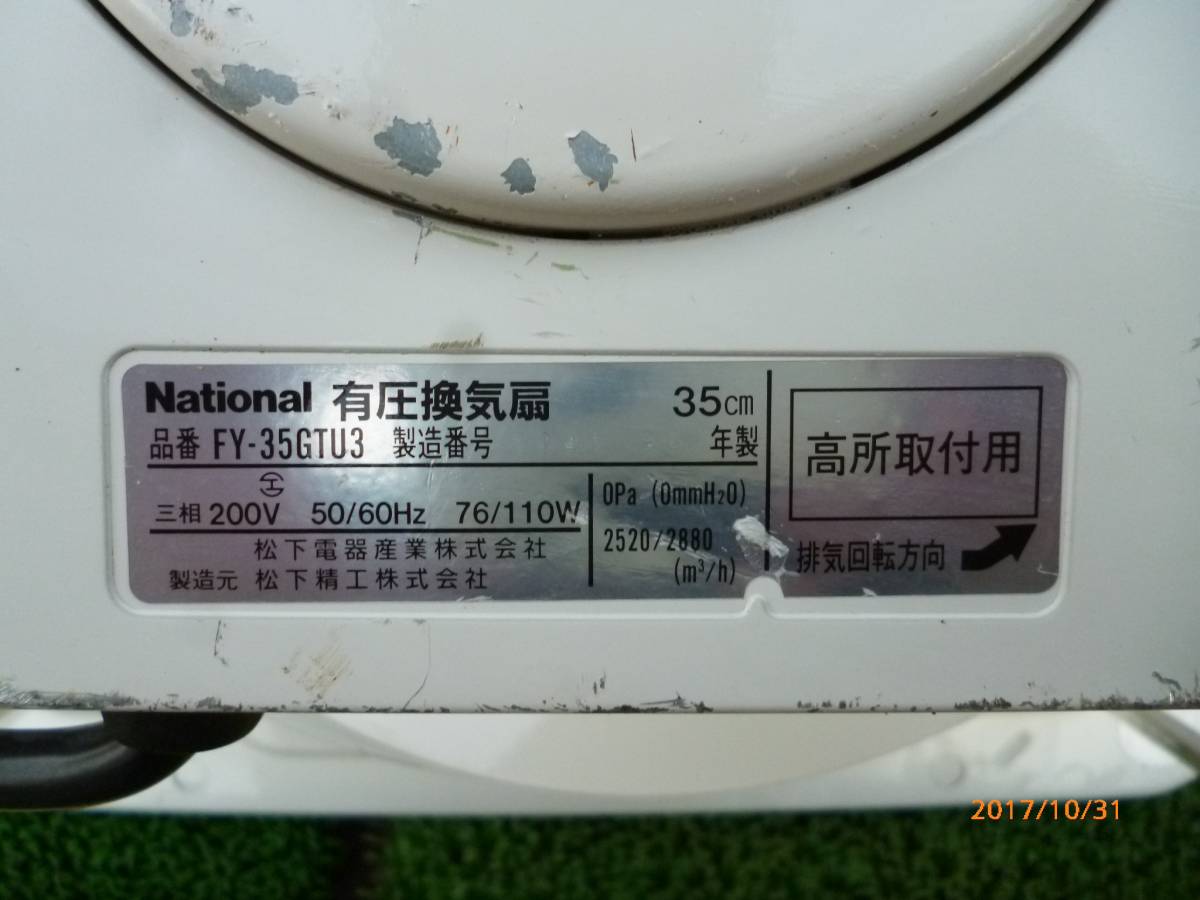 National 有圧換気扇 35cm
品番 FY-35GTU3 製造番号 年製
三相 200V 50/60Hz 76/110W
松下電器産業株式会社
製造元 松下精工株式会社
0Pa (0mmH₂O)
2520/2880
(m³/h)
高所取付用
排気回転方向
2017/10/31